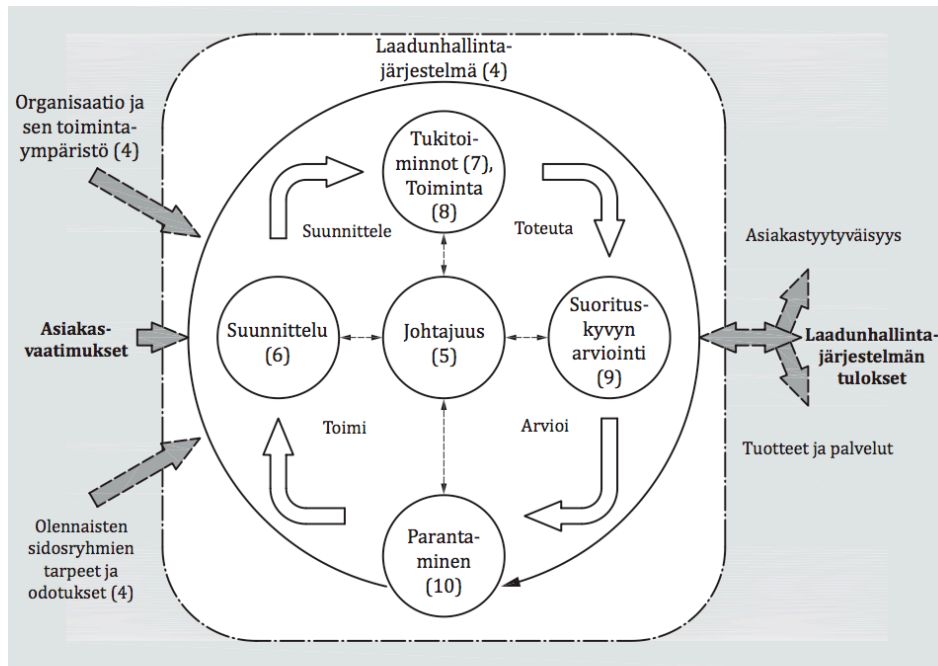 Laadunhallinta-
järjestelmä (4)
Organisaatio ja
sen toiminta-
ympäristö (4)
Tukitoi-
minnot (7),
Toiminta
(8)
Suunnittele
Toteuta
Asiakastyytyväisyys
Asiakas-
vaatimukset
Suunnittelu
(6)
Johtajuus
(5)
Suoritus-
kyvyn
arviointi
(9)
Laadunhallinta-
järjestelmän
tulokset
Toimi
Arvioi
Tuotteet ja palvelut
Olennaisten
sidosryhmien
tarpeet ja
odotukset (4)
Paranta-
minen
(10)